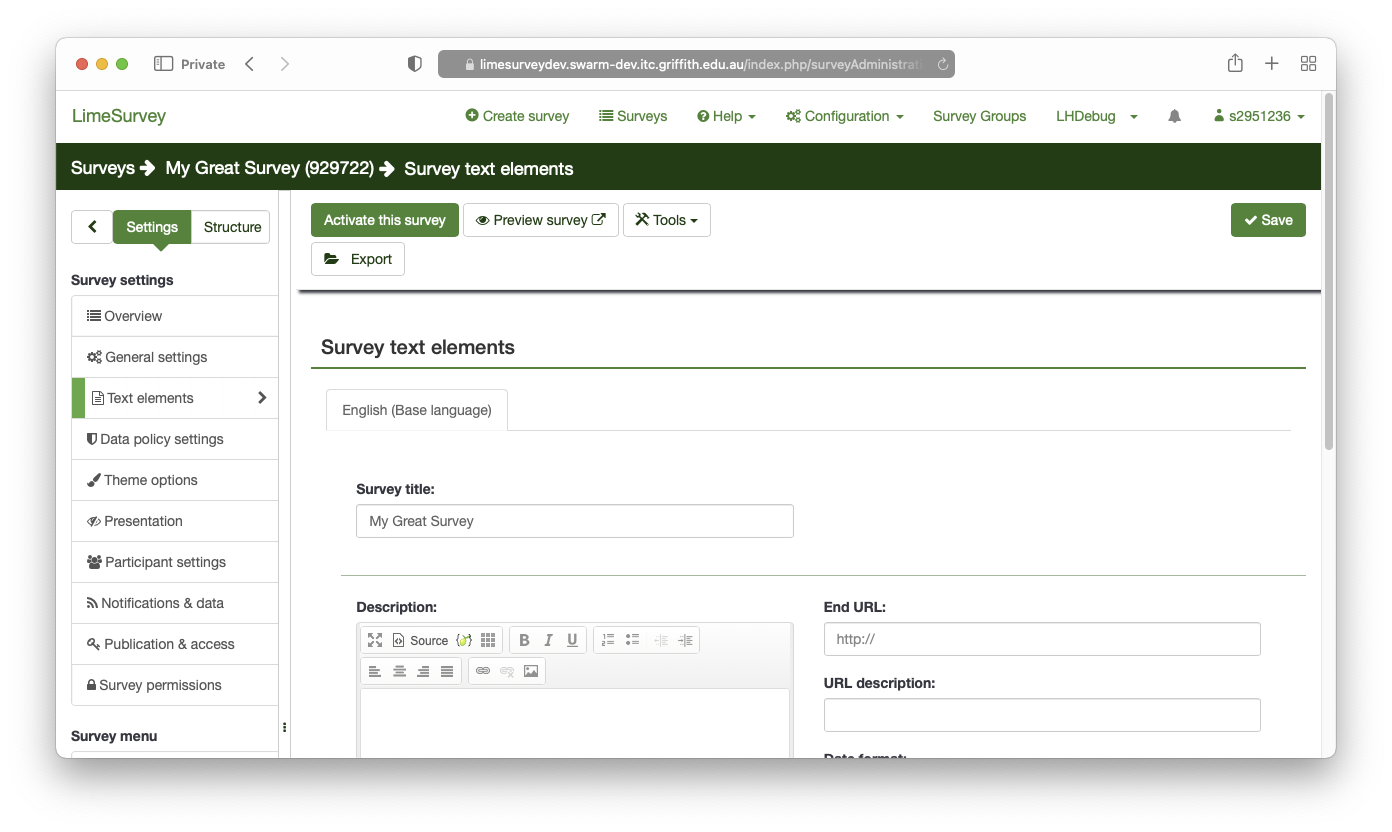 Private
limesurveydev.swarm-dev.itc.griffith.edu.au/index.php/surveyAdministrat
LimeSurvey
Create survey Surveys Help Configuration Survey Groups LHDebug s2951236
Surveys My Great Survey (929722) Survey text elements
Settings Structure
Survey settings
Overview
General settings
Text elements
Data policy settings
Theme options
Presentation
Participant settings
Notifications & data
Publication & access
Survey permissions
Survey menu
Activate this survey Preview survey Tools Save
Export
Survey text elements
English (Base language)
Survey title:
My Great Survey
Description:
Source B I U
End URL:
http://
URL description:
Date format: